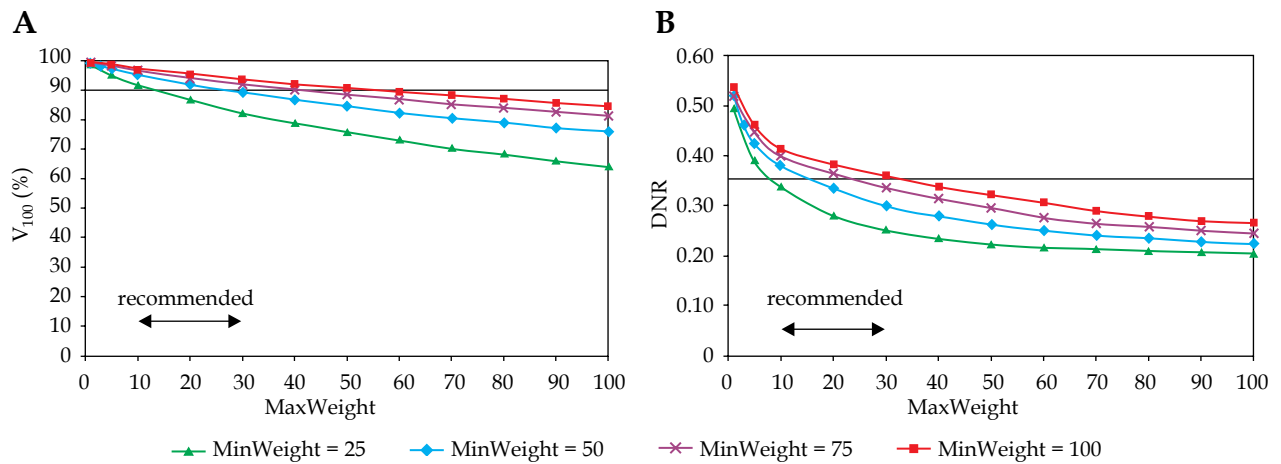 A
V₁₀₀ (%)
100
90
80
70
60
50
40
30
20
10
0
recommended
0 10 20 30 40 50 60 70 80 90 100
MaxWeight
B
DNR
0.60
0.50
0.40
0.30
0.20
0.10
0
recommended
0 10 20 30 40 50 60 70 80 90 100
MaxWeight
MinWeight = 25 MinWeight = 50 MinWeight = 75 MinWeight = 100